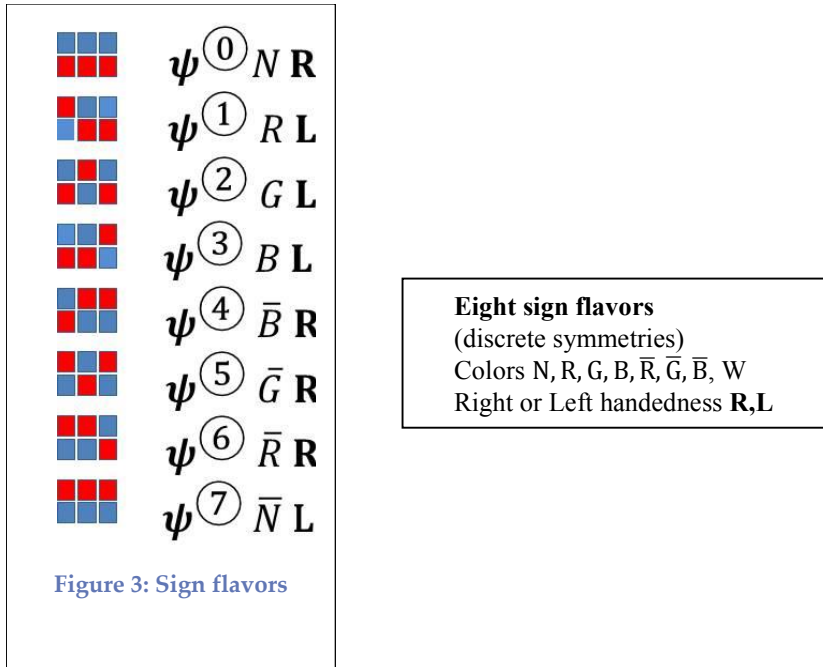 ψ⓪ N R
ψ① R L
ψ② G L
ψ③ B L
ψ④ B̅ R
ψ⑤ G̅ R
ψ⑥ R̅ R
ψ⑦ N̅ L
Figure 3: Sign flavors
Eight sign flavors
(discrete symmetries)
Colors N, R, G, B, R̅, G̅, B̅, W
Right or Left handedness R,L